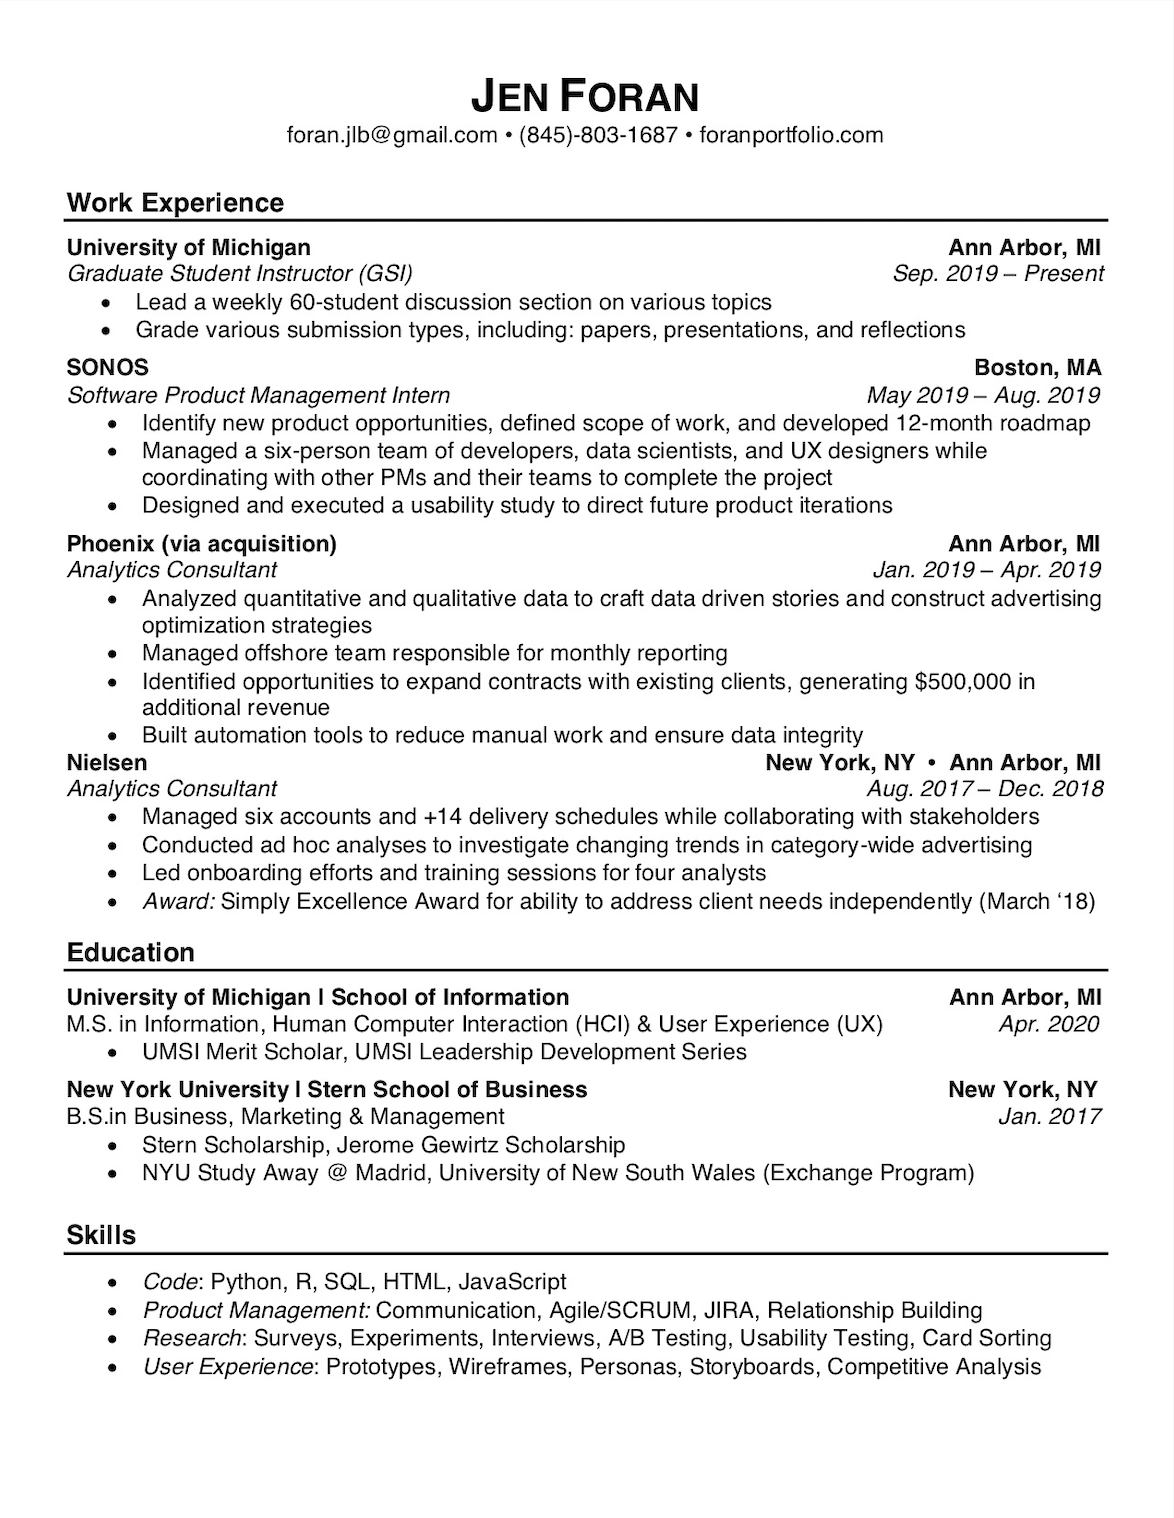 JEN FORAN
foran.jlb@gmail.com • (845)-803-1687 • foranportfolio.com
Work Experience
University of Michigan Ann Arbor, MI
Graduate Student Instructor (GSI) Sep. 2019 – Present
• Lead a weekly 60-student discussion section on various topics
• Grade various submission types, including: papers, presentations, and reflections
SONOS Boston, MA
Software Product Management Intern May 2019 – Aug. 2019
• Identify new product opportunities, defined scope of work, and developed 12-month roadmap
• Managed a six-person team of developers, data scientists, and UX designers while
coordinating with other PMs and their teams to complete the project
• Designed and executed a usability study to direct future product iterations
Phoenix (via acquisition) Ann Arbor, MI
Analytics Consultant Jan. 2019 – Apr. 2019
• Analyzed quantitative and qualitative data to craft data driven stories and construct advertising
optimization strategies
• Managed offshore team responsible for monthly reporting
• Identified opportunities to expand contracts with existing clients, generating $500,000 in
additional revenue
• Built automation tools to reduce manual work and ensure data integrity
Nielsen New York, NY • Ann Arbor, MI
Analytics Consultant Aug. 2017 – Dec. 2018
• Managed six accounts and +14 delivery schedules while collaborating with stakeholders
• Conducted ad hoc analyses to investigate changing trends in category-wide advertising
• Led onboarding efforts and training sessions for four analysts
• Award: Simply Excellence Award for ability to address client needs independently (March ‘18)
Education
University of Michigan | School of Information Ann Arbor, MI
M.S. in Information, Human Computer Interaction (HCI) & User Experience (UX) Apr. 2020
• UMSI Merit Scholar, UMSI Leadership Development Series
New York University | Stern School of Business New York, NY
B.S.in Business, Marketing & Management Jan. 2017
• Stern Scholarship, Jerome Gewirtz Scholarship
• NYU Study Away @ Madrid, University of New South Wales (Exchange Program)
Skills
• Code: Python, R, SQL, HTML, JavaScript
• Product Management: Communication, Agile/SCRUM, JIRA, Relationship Building
• Research: Surveys, Experiments, Interviews, A/B Testing, Usability Testing, Card Sorting
• User Experience: Prototypes, Wireframes, Personas, Storyboards, Competitive Analysis